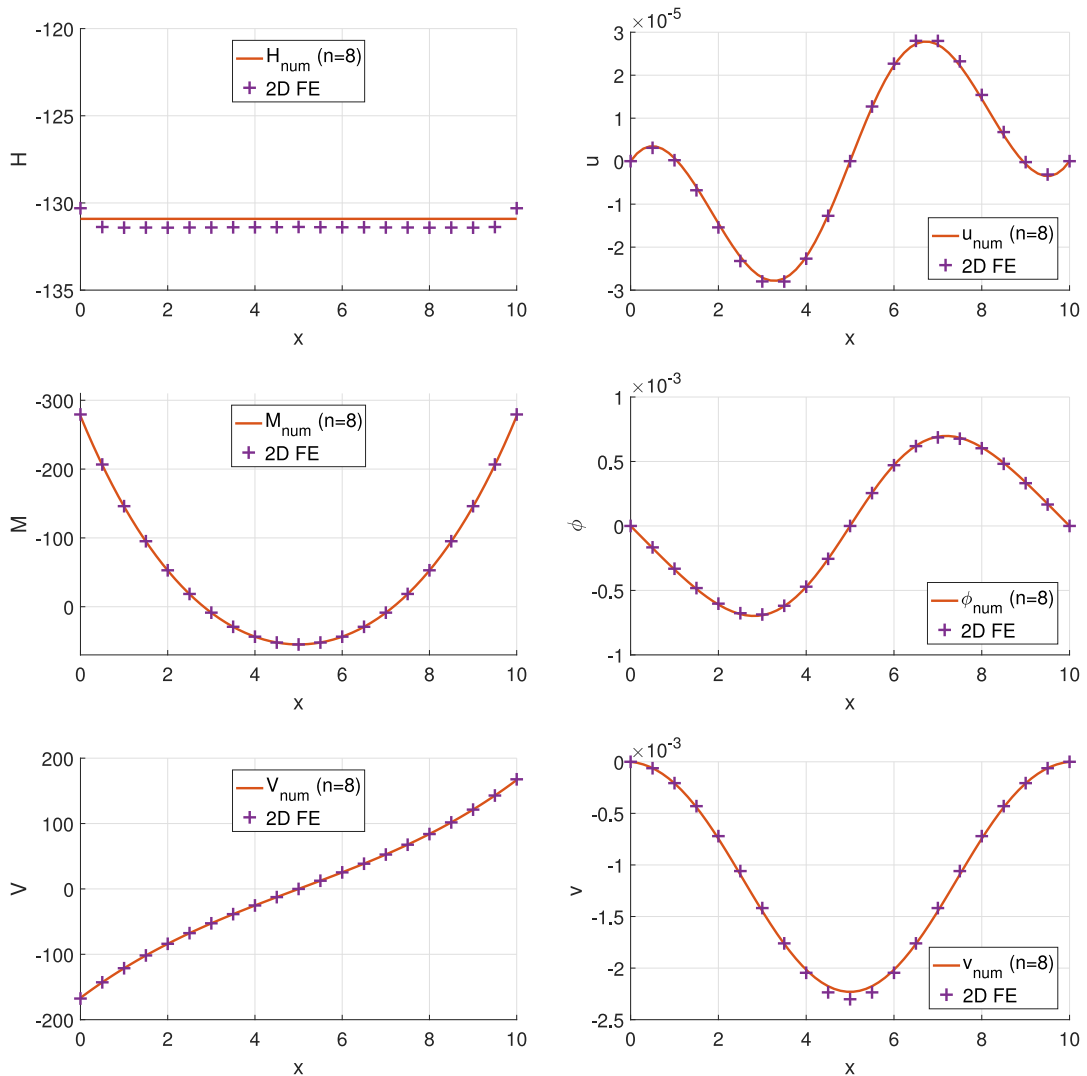 -120
-125
-130
-135
H
0 2 4 6 8 10
x
H_num (n=8)
2D FE
×10^-5
3
2
1
0
-1
-2
-3
u
0 2 4 6 8 10
x
u_num (n=8)
2D FE
-300
-200
-100
0
M
0 2 4 6 8 10
x
M_num (n=8)
2D FE
×10^-3
1
0.5
0
-0.5
-1
ϕ
0 2 4 6 8 10
x
ϕ_num (n=8)
2D FE
200
100
0
-100
-200
V
0 2 4 6 8 10
x
V_num (n=8)
2D FE
×10^-3
0
-0.5
-1
-1.5
-2
-2.5
v
0 2 4 6 8 10
x
v_num (n=8)
2D FE